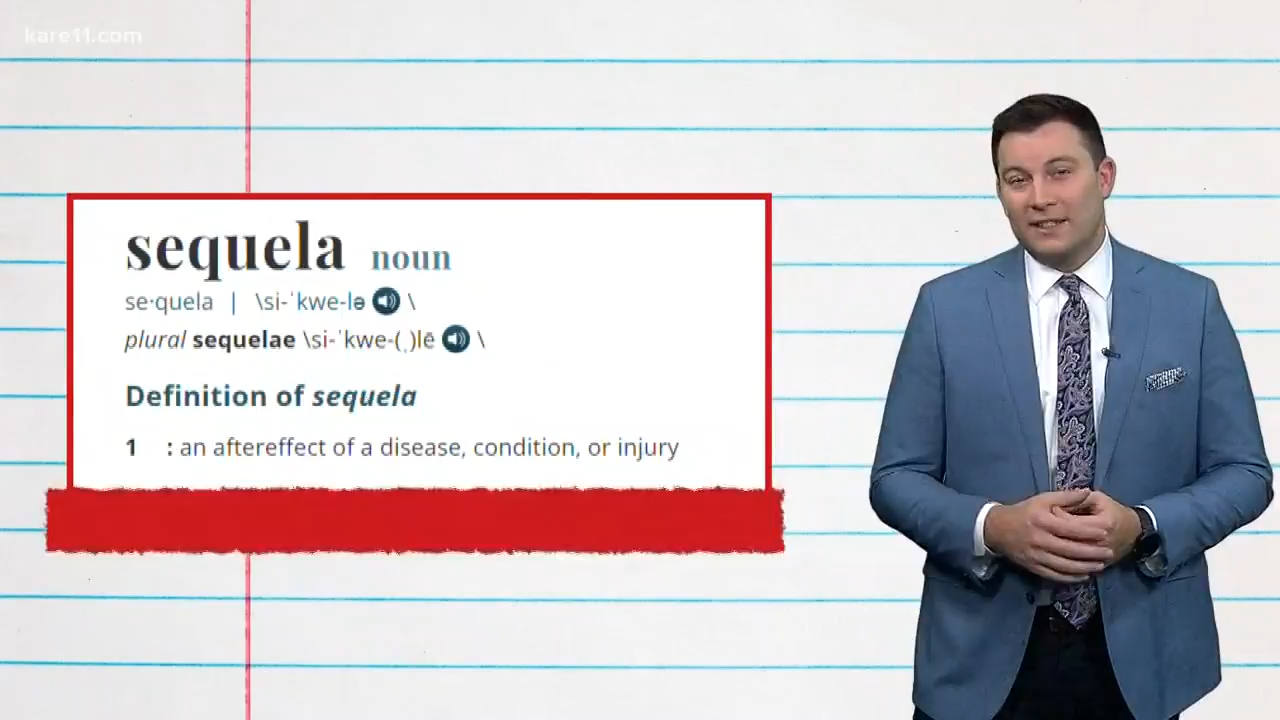 kare11.com
sequela noun
se·quela | \si-ˈkwe-lə \
plural sequelae \si-ˈkwe-(ˌ)lē \
Definition of sequela
1 : an aftereffect of a disease, condition, or injury